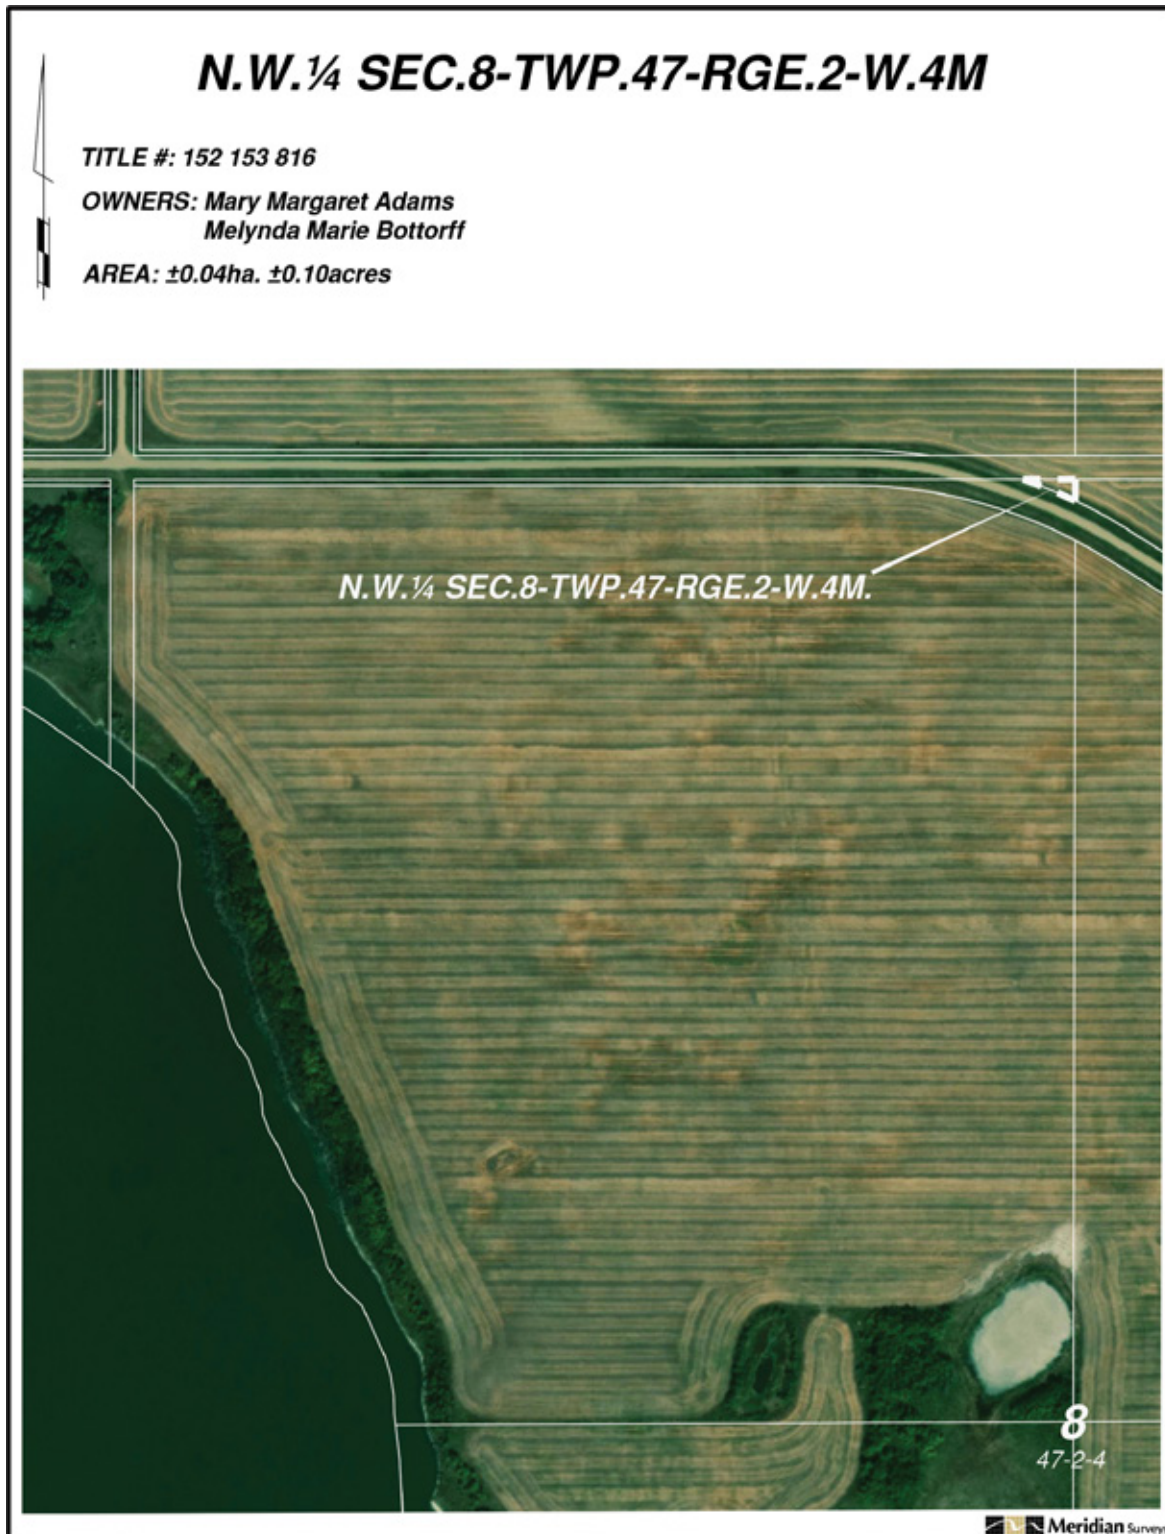 N.W.¼ SEC.8-TWP.47-RGE.2-W.4M
TITLE #: 152 153 816
OWNERS: Mary Margaret Adams
Melynda Marie Bottorff
AREA: ±0.04ha. ±0.10acres
N.W.¼ SEC.8-TWP.47-RGE.2-W.4M.
8
47-2-4
Meridian Surveys